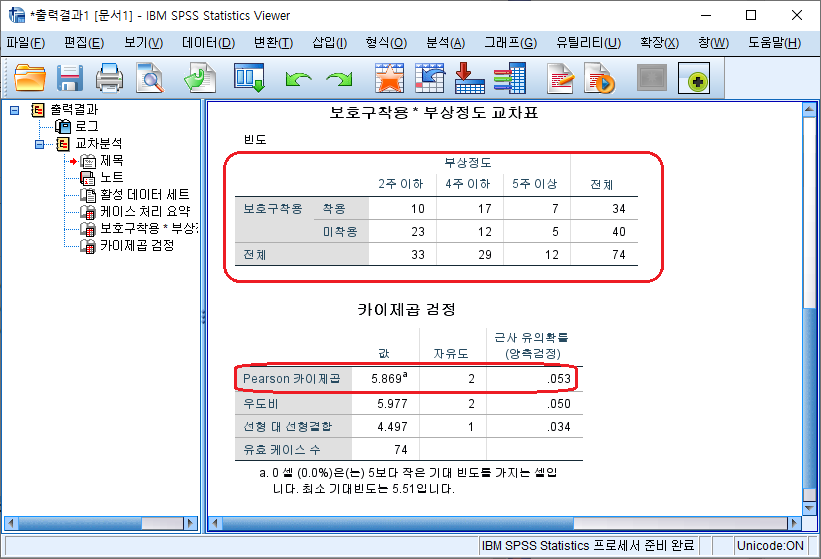 *출력결과1 [문서1] - IBM SPSS Statistics Viewer
파일(F) 편집(E) 보기(V) 데이터(D) 변환(T) 삽입(I) 형식(O) 분석(A) 그래프(G) 유틸리티(U) 확장(X) 창(W) 도움말(H)
출력결과
로그
교차분석
제목
노트
활성 데이터 세트
케이스 처리 요약
보호구착용 * 부상정
카이제곱 검정
보호구착용 * 부상정도 교차표
빈도
부상정도
2주 이하 4주 이하 5주 이상 전체
보호구착용 착용 10 17 7 34
미착용 23 12 5 40
전체 33 29 12 74
카이제곱 검정
근사 유의확률
값 자유도 (양측검정)
Pearson 카이제곱 5.869a 2 .053
우도비 5.977 2 .050
선형 대 선형결합 4.497 1 .034
유효 케이스 수 74
a. 0 셀 (0.0%)은(는) 5보다 작은 기대 빈도를 가지는 셀입
니다. 최소 기대빈도는 5.51입니다.
IBM SPSS Statistics 프로세서 준비 완료 Unicode:ON